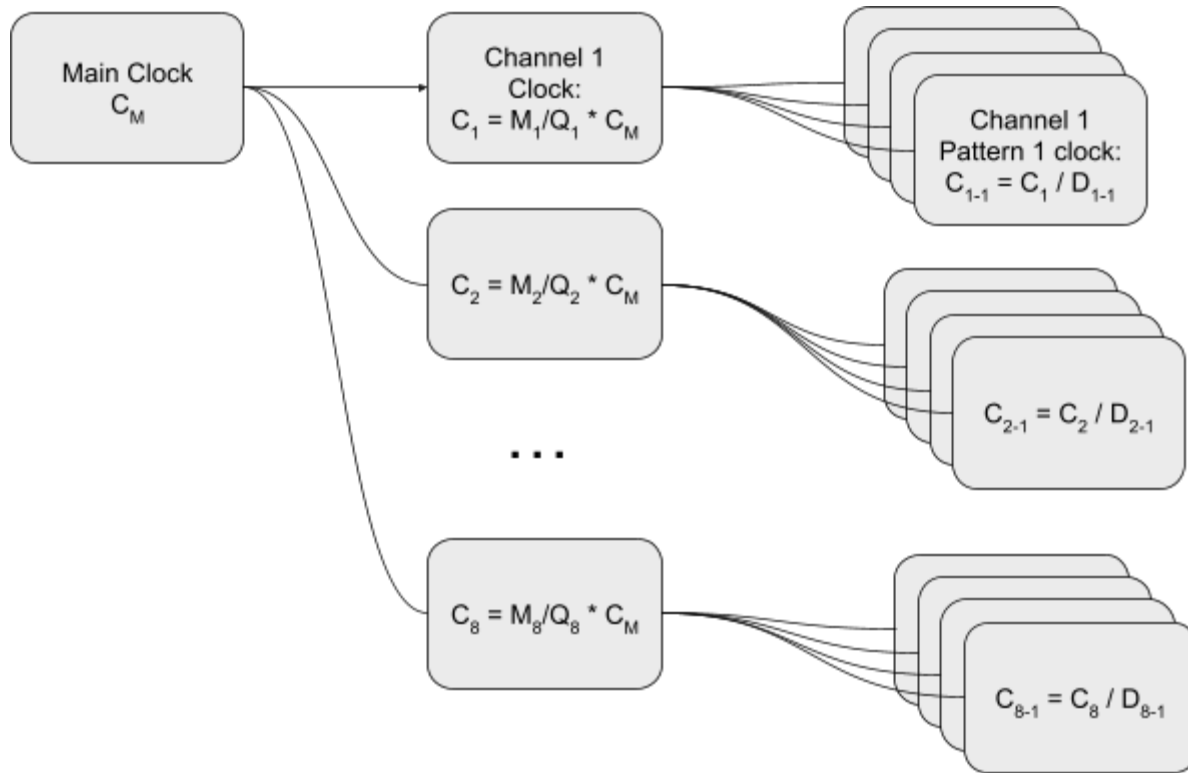 Main Clock
C_M
Channel 1
Clock:
C_1 = M_1/Q_1 * C_M
Channel 1
Pattern 1 clock:
C_1-1 = C_1 / D_1-1
C_2 = M_2/Q_2 * C_M
C_2-1 = C_2 / D_2-1
...
C_8 = M_8/Q_8 * C_M
C_8-1 = C_8 / D_8-1